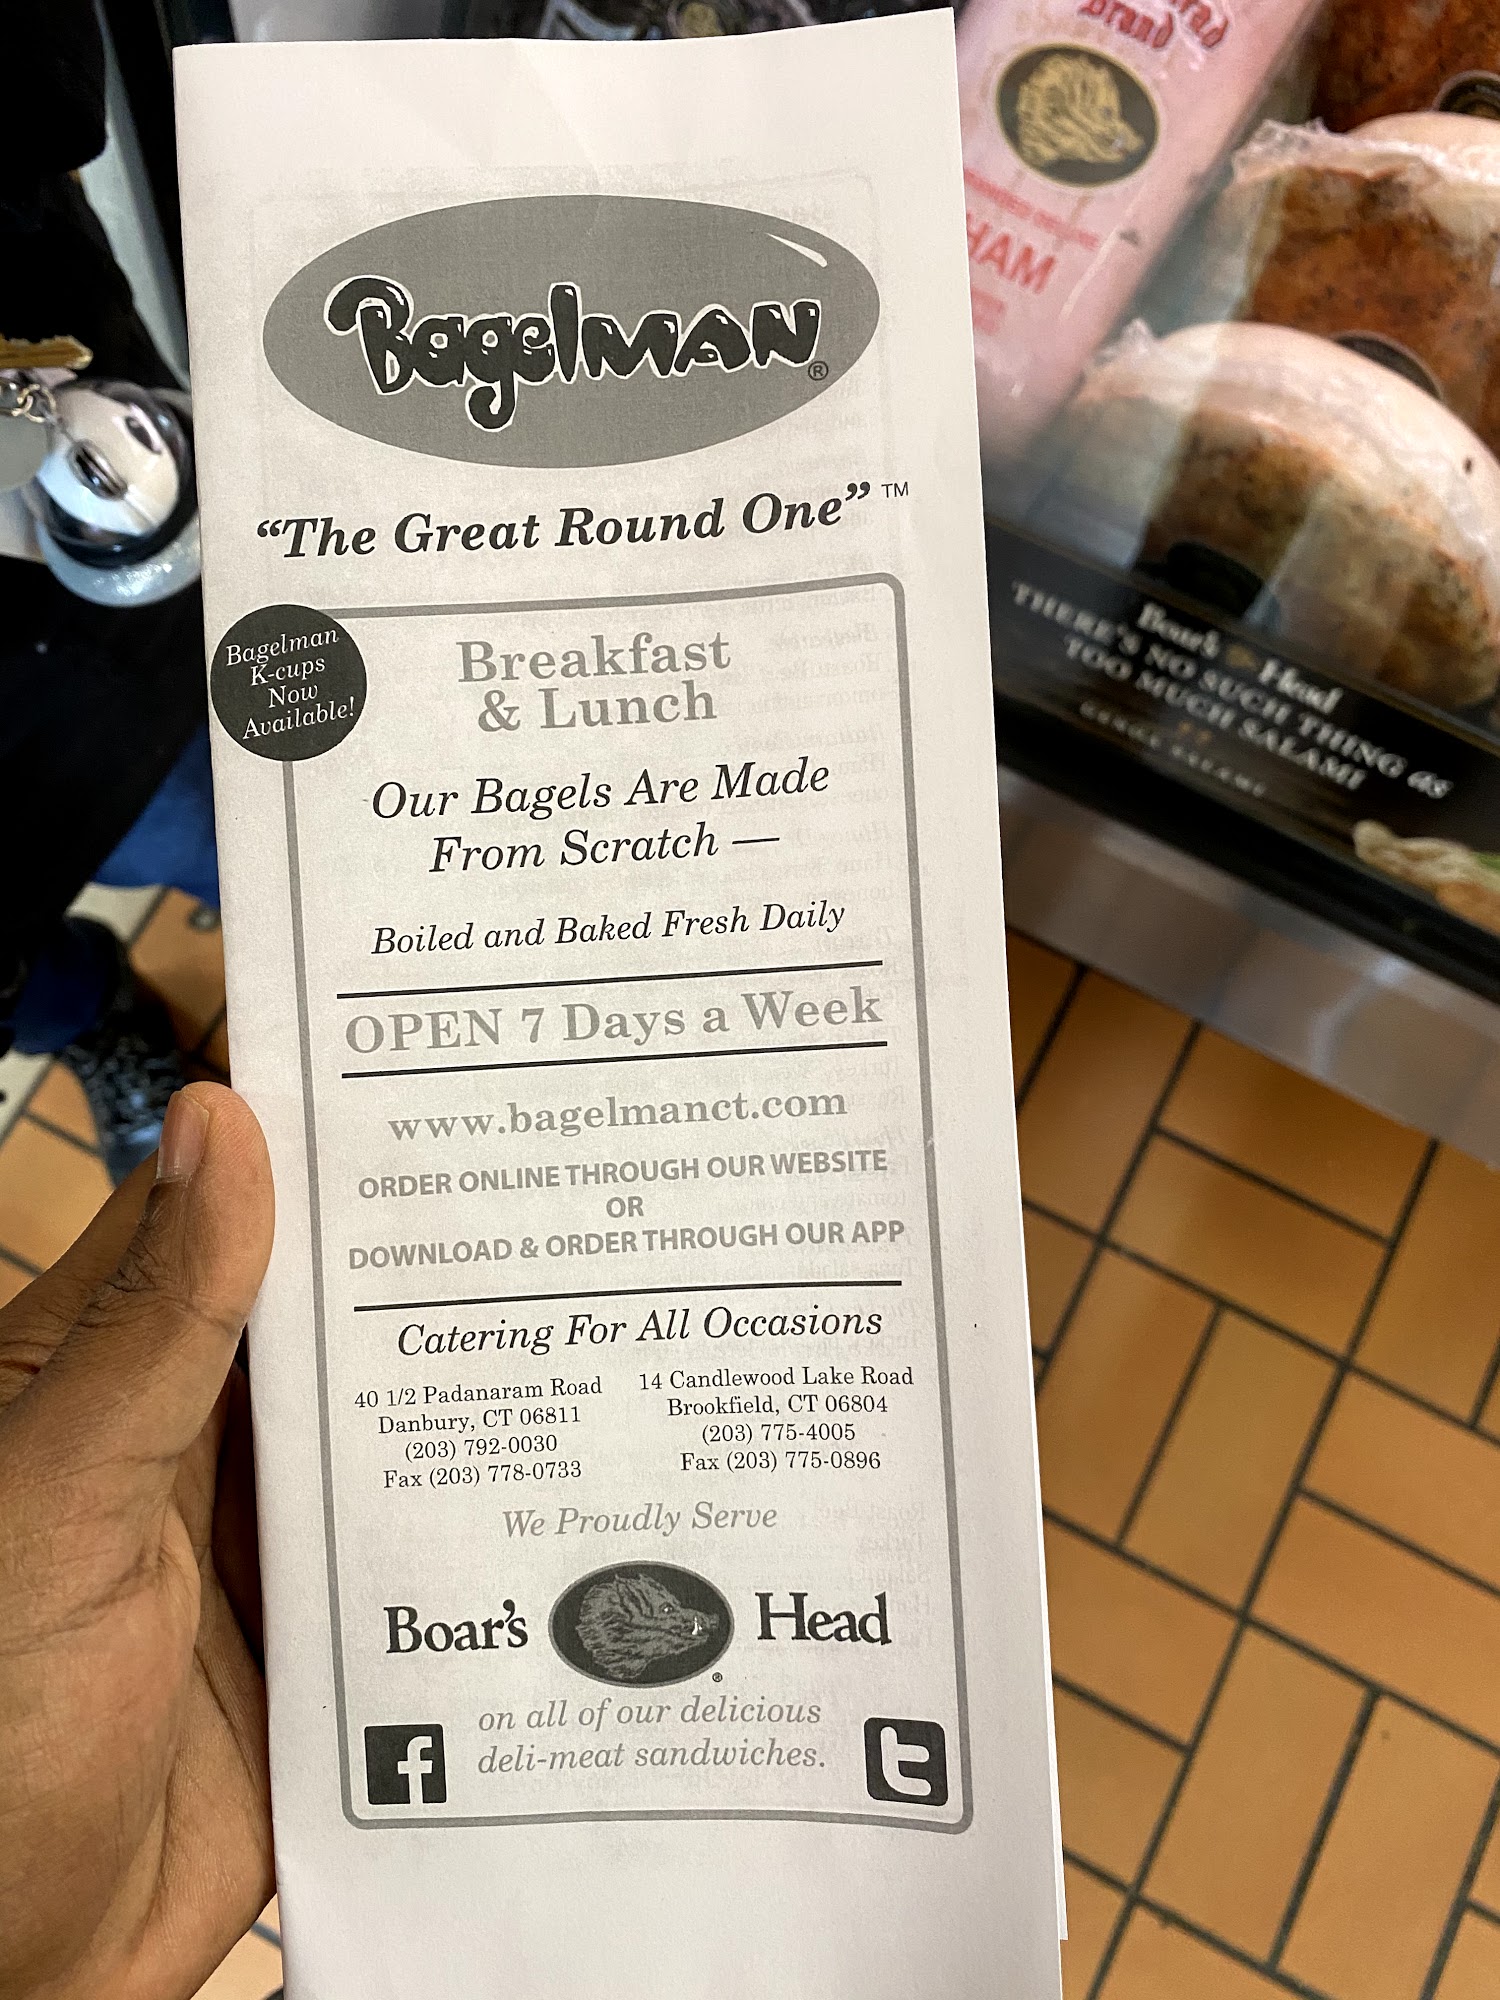 Bagelman®
“The Great Round One”™
Bagelman
K-cups
Now
Available!
Breakfast
& Lunch
Our Bagels Are Made
From Scratch —
Boiled and Baked Fresh Daily
OPEN 7 Days a Week
www.bagelmanct.com
ORDER ONLINE THROUGH OUR WEBSITE
OR
DOWNLOAD & ORDER THROUGH OUR APP
Catering For All Occasions
40 1/2 Padanaram Road
Danbury, CT 06811
(203) 792-0030
Fax (203) 778-0733
14 Candlewood Lake Road
Brookfield, CT 06804
(203) 775-4005
Fax (203) 775-0896
We Proudly Serve
Boar's Head
®
on all of our delicious
deli-meat sandwiches.
f
t
Brand
HAM
Boar's Head
THERE'S NO SUCH THING as
TOO MUCH SALAMI